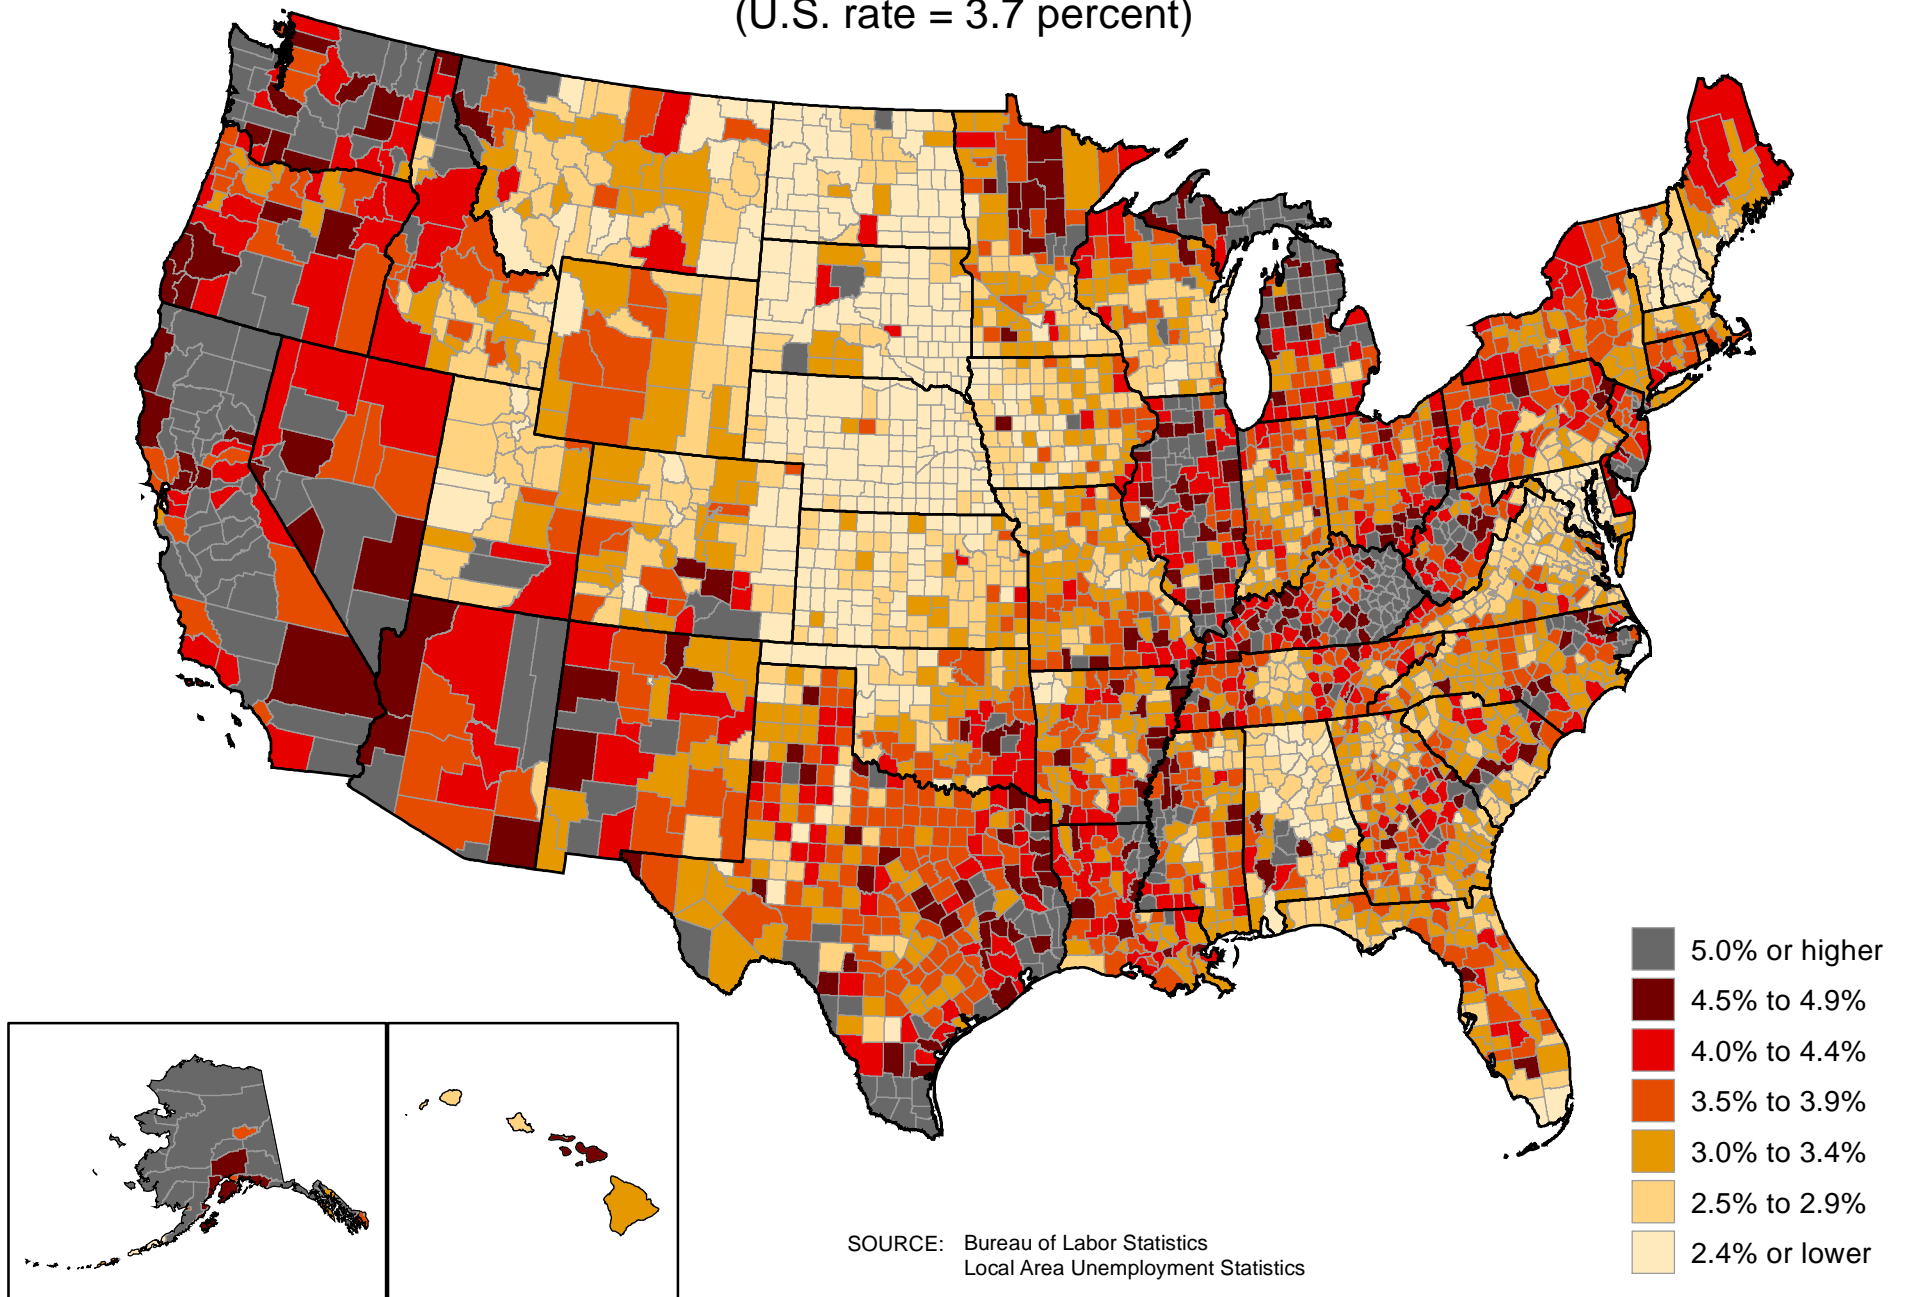 (U.S. rate = 3.7 percent)
5.0% or higher
4.5% to 4.9%
4.0% to 4.4%
3.5% to 3.9%
3.0% to 3.4%
2.5% to 2.9%
2.4% or lower
SOURCE: Bureau of Labor Statistics
Local Area Unemployment Statistics